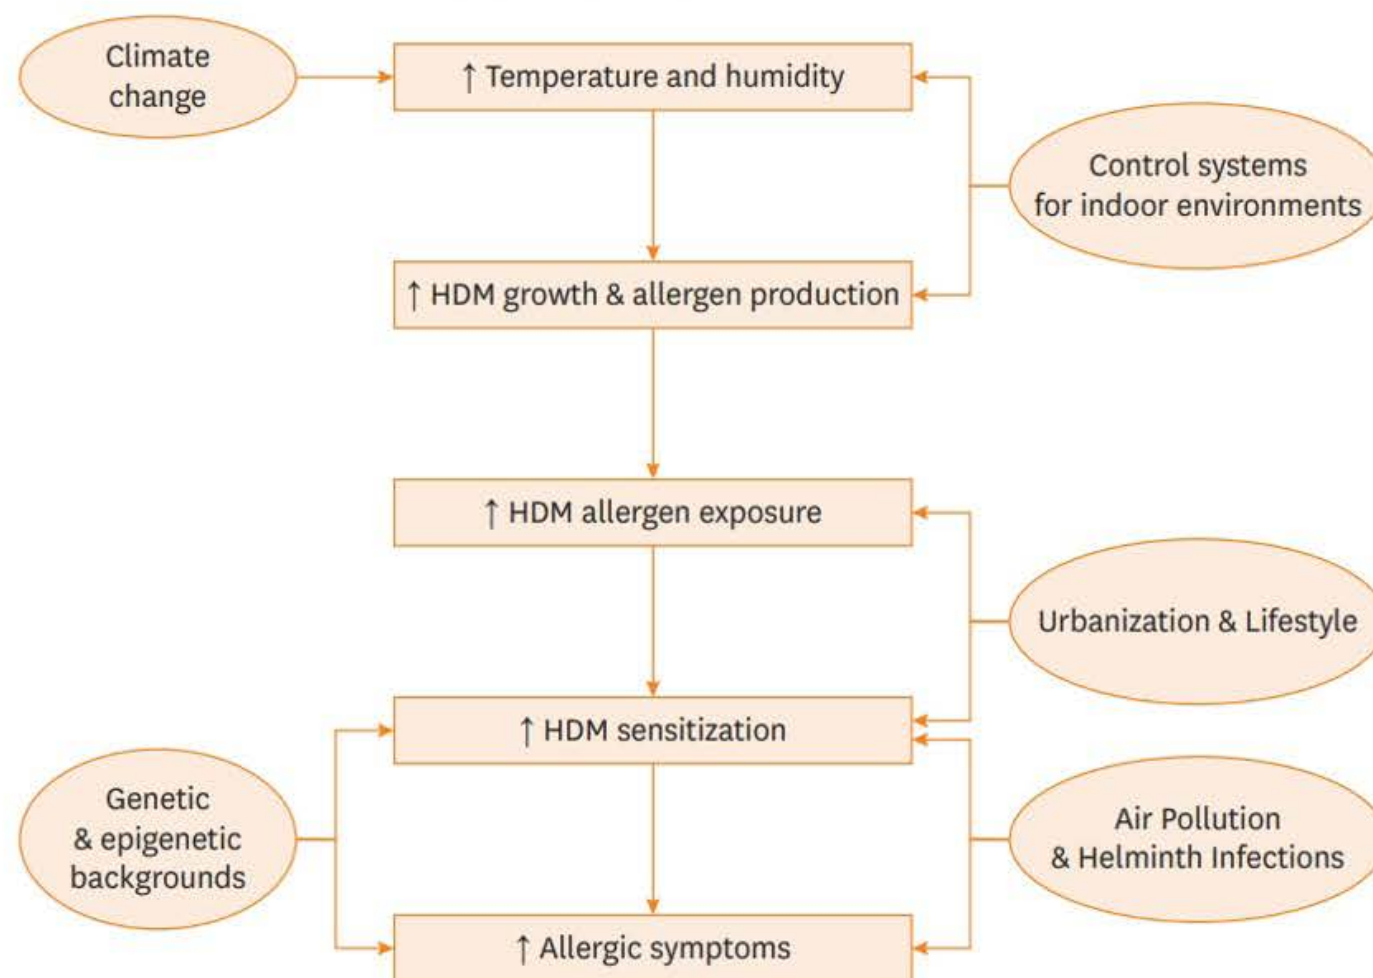 Climate
change
↑ Temperature and humidity
Control systems
for indoor environments
↑ HDM growth & allergen production
↑ HDM allergen exposure
Urbanization & Lifestyle
↑ HDM sensitization
Genetic
& epigenetic
backgrounds
Air Pollution
& Helminth Infections
↑ Allergic symptoms